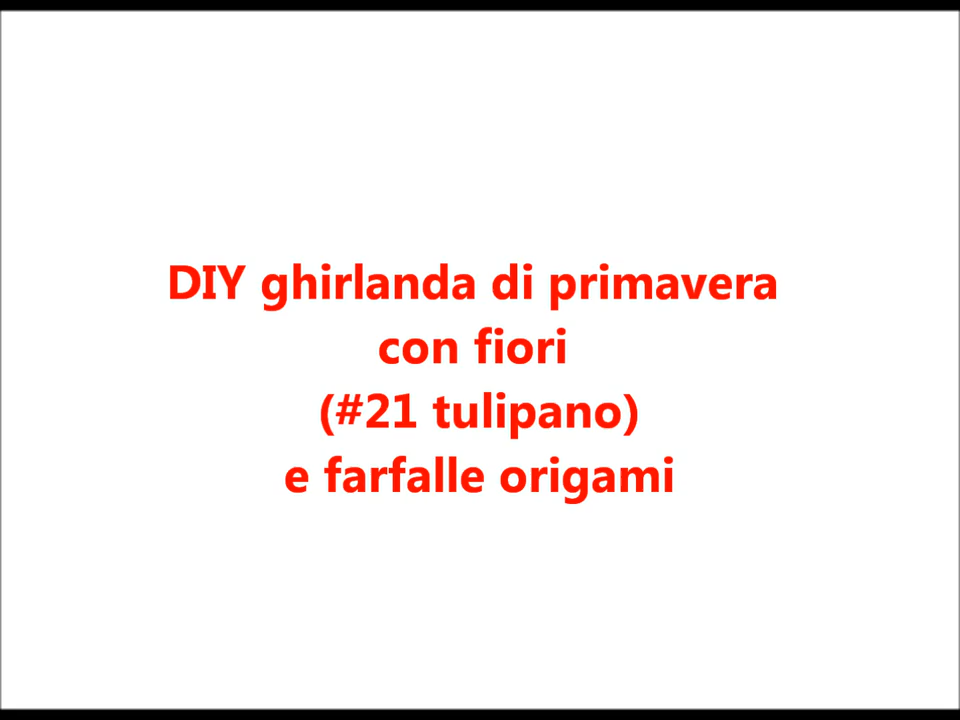 DIY ghirlanda di primavera
con fiori
(#21 tulipano)
e farfalle origami